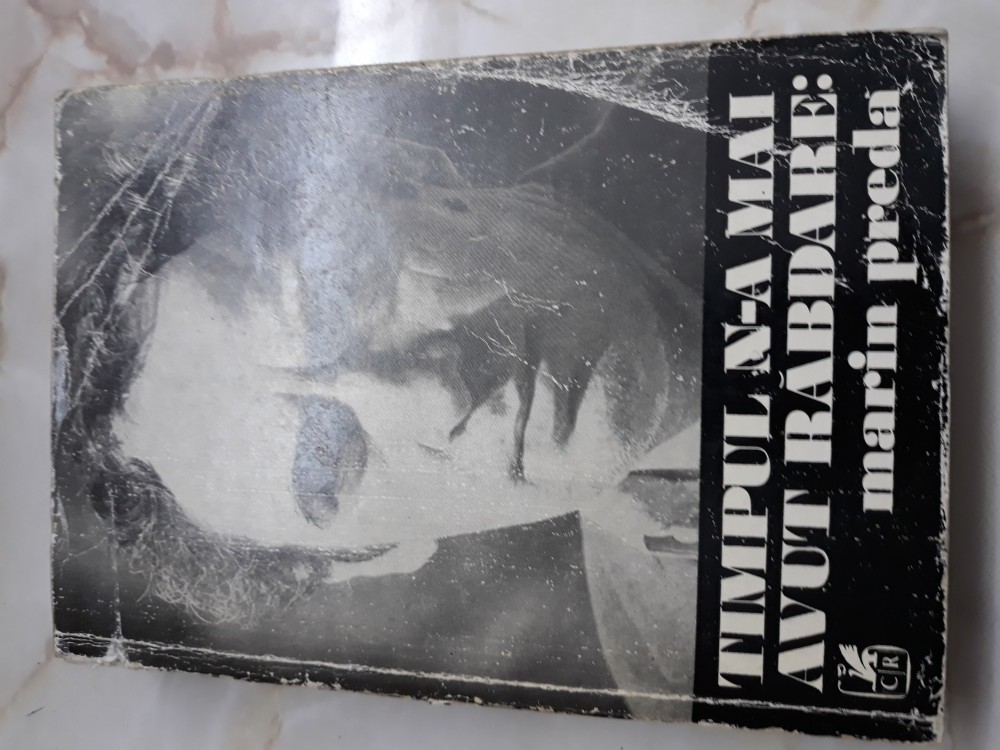 TIMPUL N-A MAI
AVUT RĂBDARE:
marin preda
CR